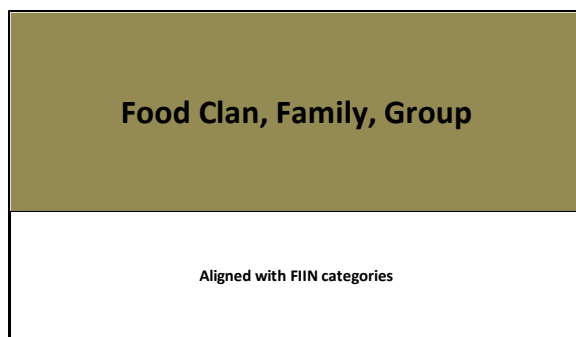 Food Clan, Family, Group
Aligned with FIIN categories